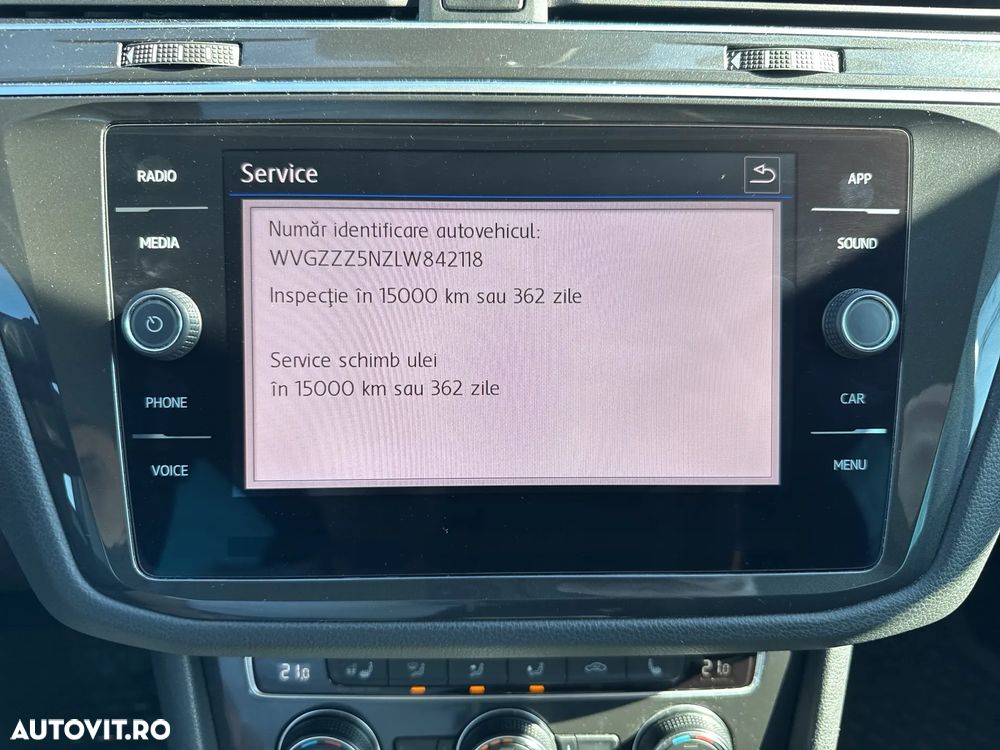 RADIO
MEDIA
PHONE
VOICE
Service
Număr identificare autovehicul:
WVGZZZ5NZLW842118
Inspecţie în 15000 km sau 362 zile
Service schimb ulei
în 15000 km sau 362 zile
APP
SOUND
CAR
MENU
21.0
21.0
AUTOVIT.RO